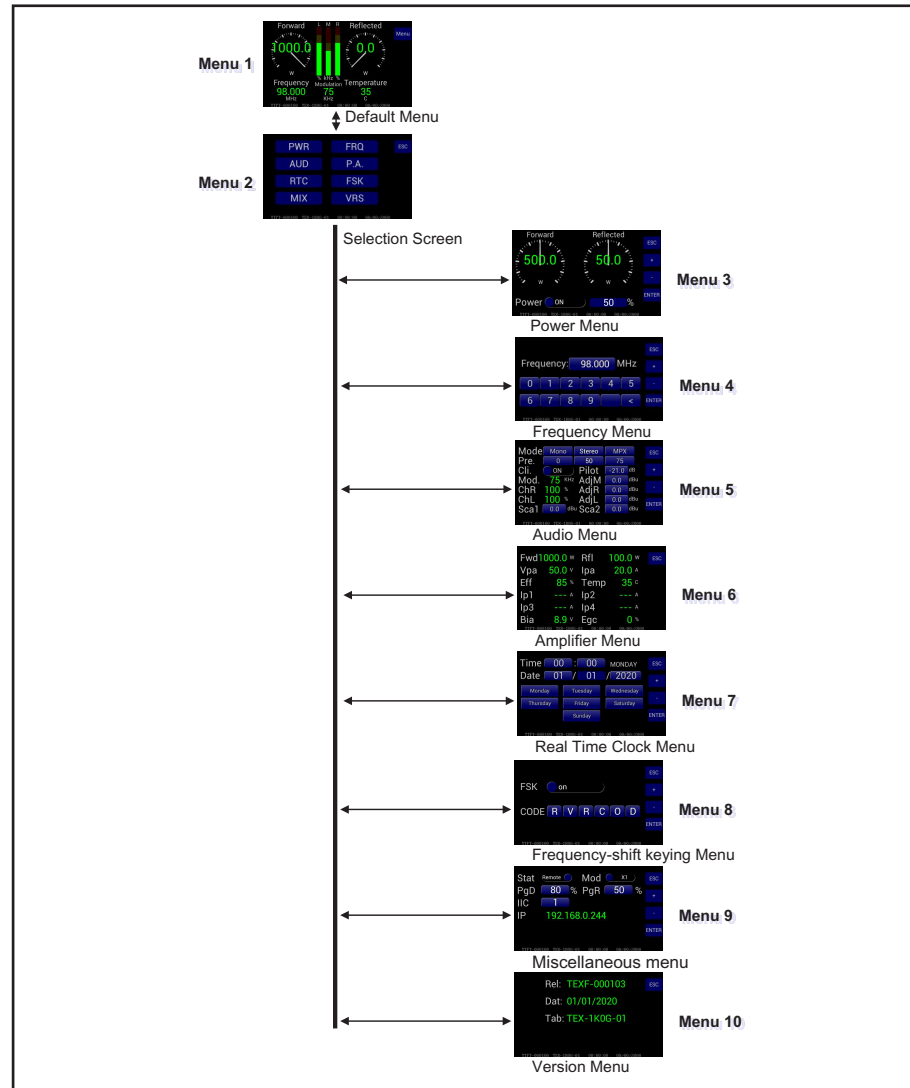 Forward L M R Reflected
Menu
1000.0 0,0
Menu 1
W W
% kHz %
Frequency Modulation Temperature
98.000 75 35
MHz KHz C
Default Menu
PWR FRQ ESC
AUD P.A.
Menu 2
RTC FSK
MIX VRS
Selection Screen
Forward Reflected
ESC
500.0 50.0 +
Menu 3
W W -
Power ON 50 % ENTER
Power Menu
ESC
Frequency: 98.000 MHz +
0 1 2 3 4 5 -
Menu 4
6 7 8 9 < ENTER
Frequency Menu
Mode Mono Stereo MPX ESC
Pre. 0 50 75
Cli. ON Pilot -21.0 dB +
Mod. 75 KHz AdjM 0.0 dBu
Menu 5
ChR 100 % AdjR 0.0 dBu -
ChL 100 % AdjL 0.0 dBu ENTER
Sca1 0.0 dBu Sca2 0.0 dBu
Audio Menu
Fwd 1000.0 W Rfl 100.0 W ESC
Vpa 50.0 V Ipa 20.0 A
Eff 85 % Temp 35 C
Menu 6
Ip1 --- A Ip2 --- A
Ip3 --- A Ip4 --- A
Bia 8.9 V Egc 0 %
Amplifier Menu
Time 00 : 00 MONDAY ESC
Date 01 / 01 / 2020 +
Monday Tuesday Wednesday
Menu 7
Thursday Friday Saturday -
Sunday ENTER
Real Time Clock Menu
ESC
FSK on +
Menu 8
CODE R V R C O D -
ENTER
Frequency-shift keying Menu
Stat Remote Mod X1 ESC
PgD 80 % PgR 50 % +
IIC 1
IP 192.168.0.244 -
Menu 9
ENTER
Miscellaneous menu
Rel: TEXF-000103 ESC
Dat: 01/01/2020
Tab: TEX-1K0G-01
Menu 10
Version Menu